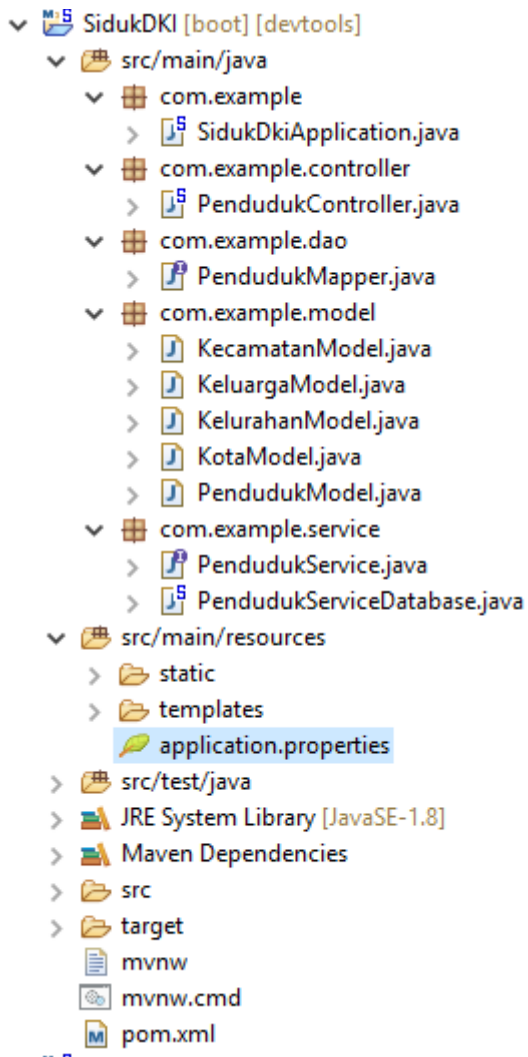 SidukDKI [boot] [devtools]
src/main/java
com.example
SidukDkiApplication.java
com.example.controller
PendudukController.java
com.example.dao
PendudukMapper.java
com.example.model
KecamatanModel.java
KeluargaModel.java
KelurahanModel.java
KotaModel.java
PendudukModel.java
com.example.service
PendudukService.java
PendudukServiceDatabase.java
src/main/resources
static
templates
application.properties
src/test/java
JRE System Library [JavaSE-1.8]
Maven Dependencies
src
target
mvnw
mvnw.cmd
pom.xml